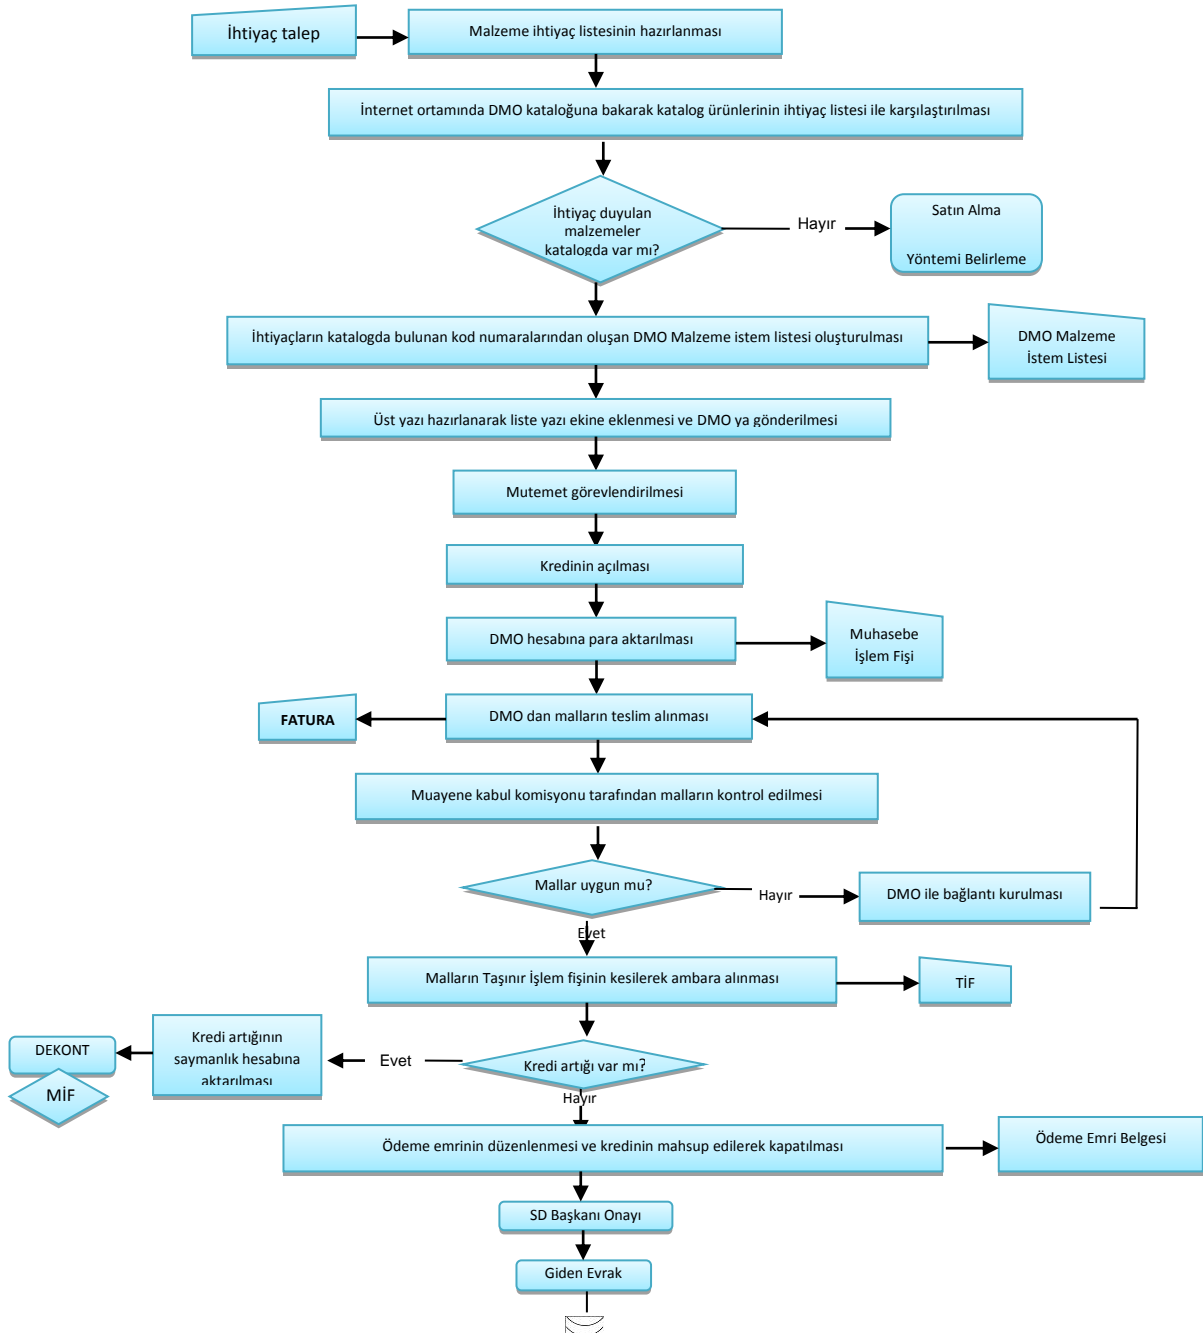 İhtiyaç talep
Malzeme ihtiyaç listesinin hazırlanması
İnternet ortamında DMO kataloğuna bakarak katalog ürünlerinin ihtiyaç listesi ile karşılaştırılması
İhtiyaç duyulan
malzemeler
katalogda var mı?
Hayır
Satın Alma
Yöntemi Belirleme
İhtiyaçların katalogda bulunan kod numaralarından oluşan DMO Malzeme istem listesi oluşturulması
DMO Malzeme
İstem Listesi
Üst yazı hazırlanarak liste yazı ekine eklenmesi ve DMO ya gönderilmesi
Mutemet görevlendirilmesi
Kredinin açılması
DMO hesabına para aktarılması
Muhasebe
İşlem Fişi
FATURA
DMO dan malların teslim alınması
Muayene kabul komisyonu tarafından malların kontrol edilmesi
Mallar uygun mu?
Hayır
DMO ile bağlantı kurulması
Evet
Malların Taşınır İşlem fişinin kesilerek ambara alınması
TİF
DEKONT
MİF
Kredi artığının
saymanlık hesabına
aktarılması
Evet
Kredi artığı var mı?
Hayır
Ödeme emrinin düzenlenmesi ve kredinin mahsup edilerek kapatılması
Ödeme Emri Belgesi
SD Başkanı Onayı
Giden Evrak